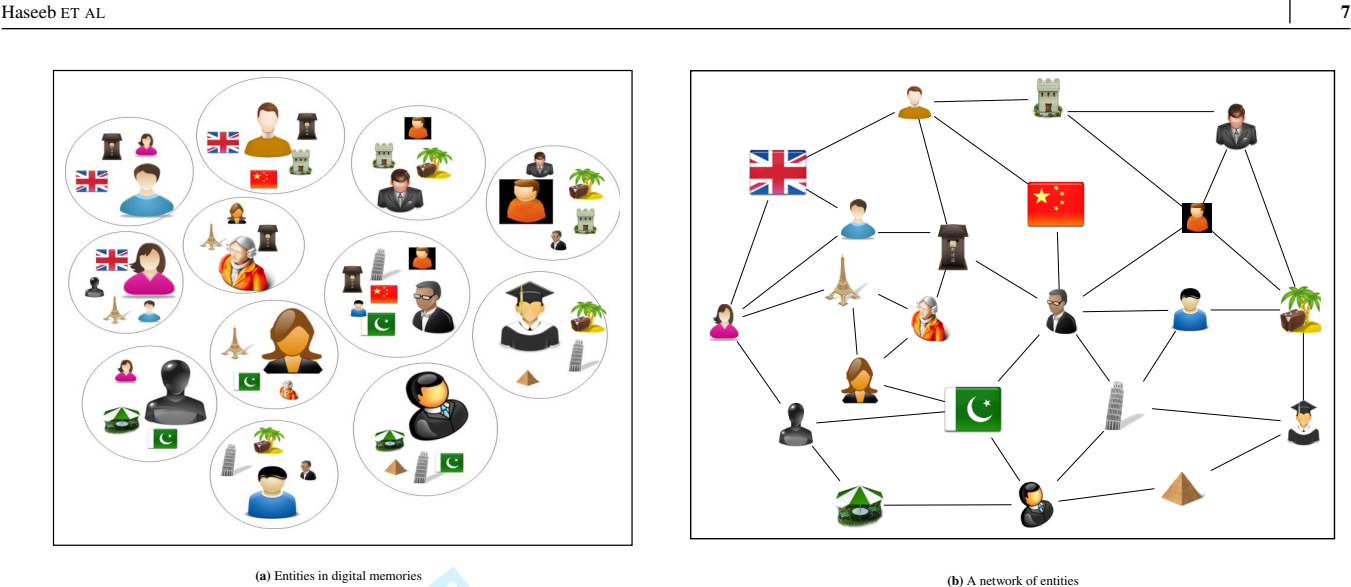 Haseeb ET AL 7
(a) Entities in digital memories
(b) A network of entities